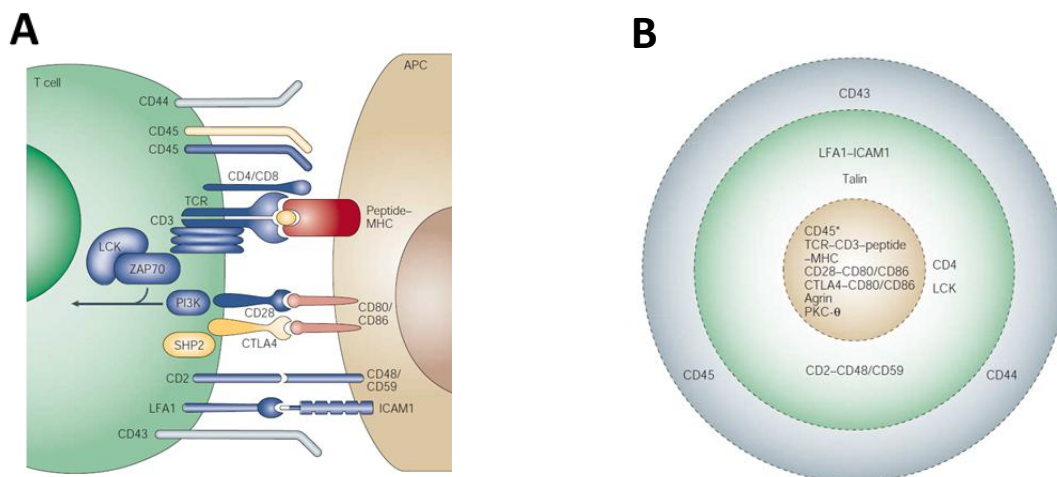 A
T cell
APC
CD44
CD45
CD45
CD4/CD8
TCR
CD3
Peptide–
MHC
LCK
ZAP70
PI3K
CD28
CD80/
CD86
SHP2
CTLA4
CD2
CD48/
CD59
LFA1
ICAM1
CD43
B
CD43
LFA1–ICAM1
Talin
CD45*
TCR–CD3–peptide
–MHC
CD28–CD80/CD86
CTLA4–CD80/CD86
Agrin
PKC-θ
CD4
LCK
CD2–CD48/CD59
CD45
CD44